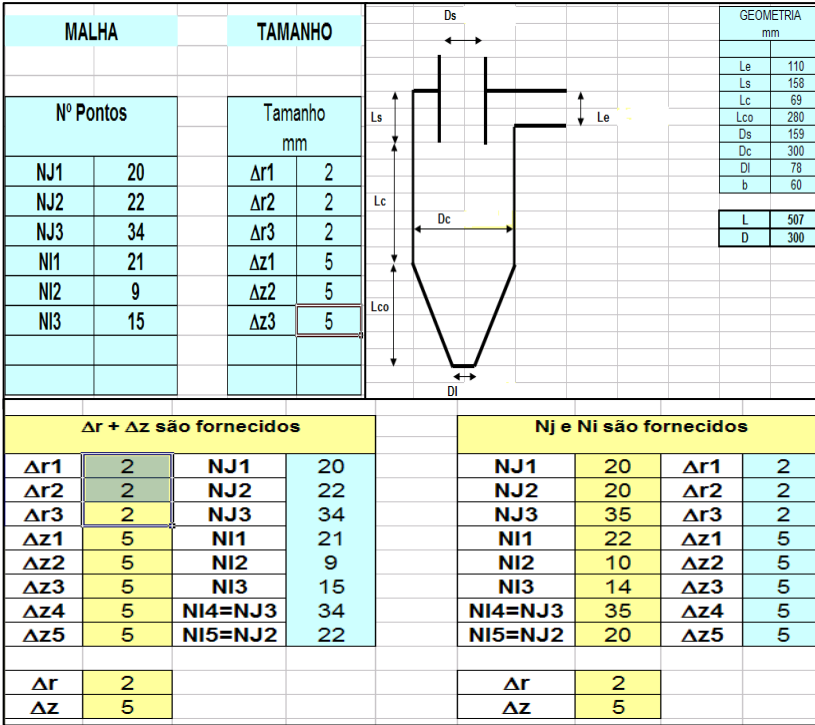 MALHA TAMANHO
Nº Pontos Tamanho
mm
NJ1 20 Δr1 2
NJ2 22 Δr2 2
NJ3 34 Δr3 2
NI1 21 Δz1 5
NI2 9 Δz2 5
NI3 15 Δz3 5
Ds
Ls
Le
Lc
Dc
Lco
Dl
GEOMETRIA
mm
Le 110
Ls 158
Lc 69
Lco 280
Ds 159
Dc 300
Dl 78
b 60
L 507
D 300
Δr + Δz são fornecidos
Δr1 2 NJ1 20
Δr2 2 NJ2 22
Δr3 2 NJ3 34
Δz1 5 NI1 21
Δz2 5 NI2 9
Δz3 5 NI3 15
Δz4 5 NI4=NJ3 34
Δz5 5 NI5=NJ2 22
Δr 2
Δz 5
Nj e Ni são fornecidos
NJ1 20 Δr1 2
NJ2 20 Δr2 2
NJ3 35 Δr3 2
NI1 22 Δz1 5
NI2 10 Δz2 5
NI3 14 Δz3 5
NI4=NJ3 35 Δz4 5
NI5=NJ2 20 Δz5 5
Δr 2
Δz 5